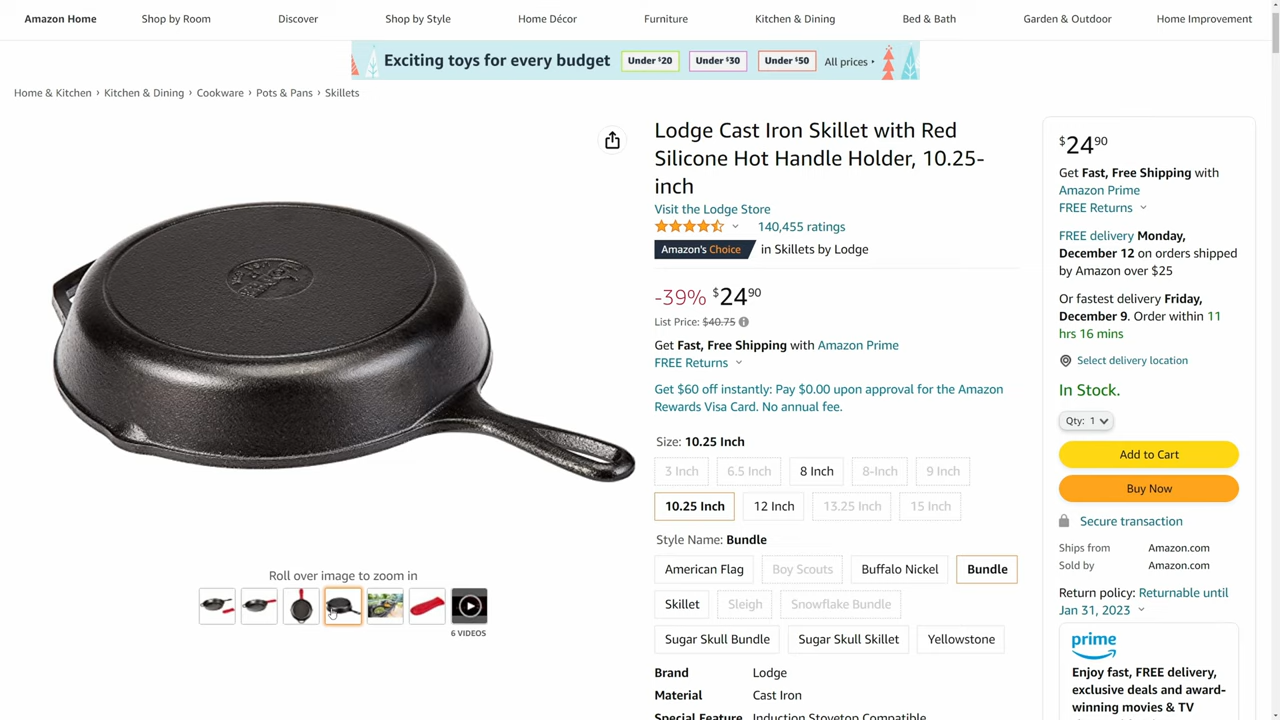 Amazon Home
Shop by Room
Discover
Shop by Style
Home Décor
Furniture
Kitchen & Dining
Bed & Bath
Garden & Outdoor
Home Improvement
Exciting toys for every budget
Under $20
Under $30
Under $50
All prices
Home & Kitchen › Kitchen & Dining › Cookware › Pots & Pans › Skillets
Lodge Cast Iron Skillet with Red
Silicone Hot Handle Holder, 10.25-
inch
Visit the Lodge Store
140,455 ratings
Amazon's Choice in Skillets by Lodge
-39% $24 90
List Price: $40.75
Get Fast, Free Shipping with Amazon Prime
FREE Returns
Get $60 off instantly: Pay $0.00 upon approval for the Amazon
Rewards Visa Card. No annual fee.
Size: 10.25 Inch
3 Inch
6.5 Inch
8 Inch
8-Inch
9 Inch
10.25 Inch
12 Inch
13.25 Inch
15 Inch
Style Name: Bundle
American Flag
Boy Scouts
Buffalo Nickel
Bundle
Skillet
Sleigh
Snowflake Bundle
Sugar Skull Bundle
Sugar Skull Skillet
Yellowstone
Brand Lodge
Material Cast Iron
Special Feature Induction Stovetop Compatible
Roll over image to zoom in
6 VIDEOS
$24 90
Get Fast, Free Shipping with
Amazon Prime
FREE Returns
FREE delivery Monday,
December 12 on orders shipped
by Amazon over $25
Or fastest delivery Friday,
December 9. Order within 11
hrs 16 mins
Select delivery location
In Stock.
Qty: 1
Add to Cart
Buy Now
Secure transaction
Ships from Amazon.com
Sold by Amazon.com
Return policy: Returnable until
Jan 31, 2023
prime
Enjoy fast, FREE delivery,
exclusive deals and award-
winning movies & TV